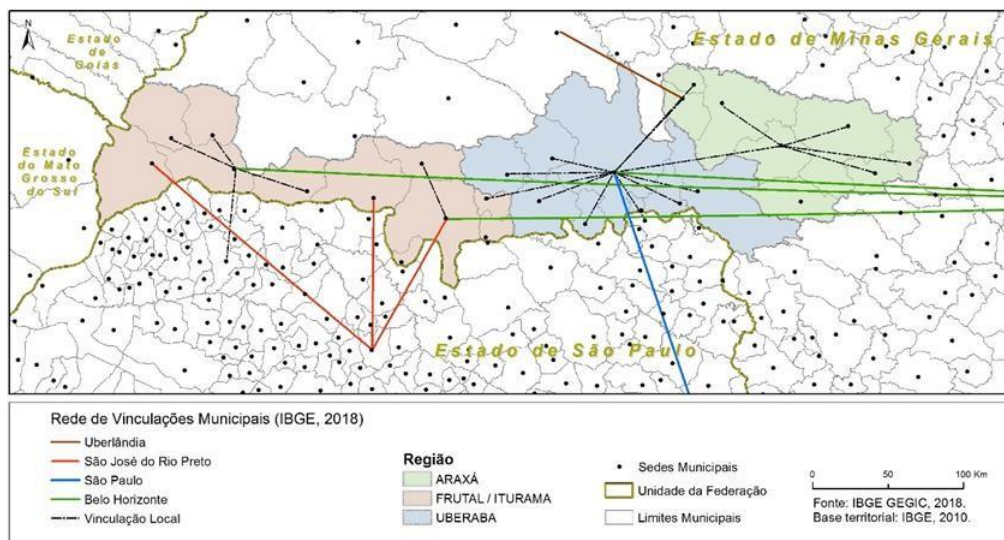 N
Estado
de
Goiás
Estado de Minas Gerais
Estado
do Mato
Grosso
do Sul
Estado de São Paulo
Rede de Vinculações Municipais (IBGE, 2018)
Uberlândia
São José do Rio Preto
São Paulo
Belo Horizonte
Vinculação Local
Região
ARAXÁ
FRUTAL / ITURAMA
UBERABA
Sedes Municipais
Unidade da Federação
Limites Municipais
0 50 100 Km
Fonte: IBGE GEGIC, 2018.
Base territorial: IBGE, 2010.